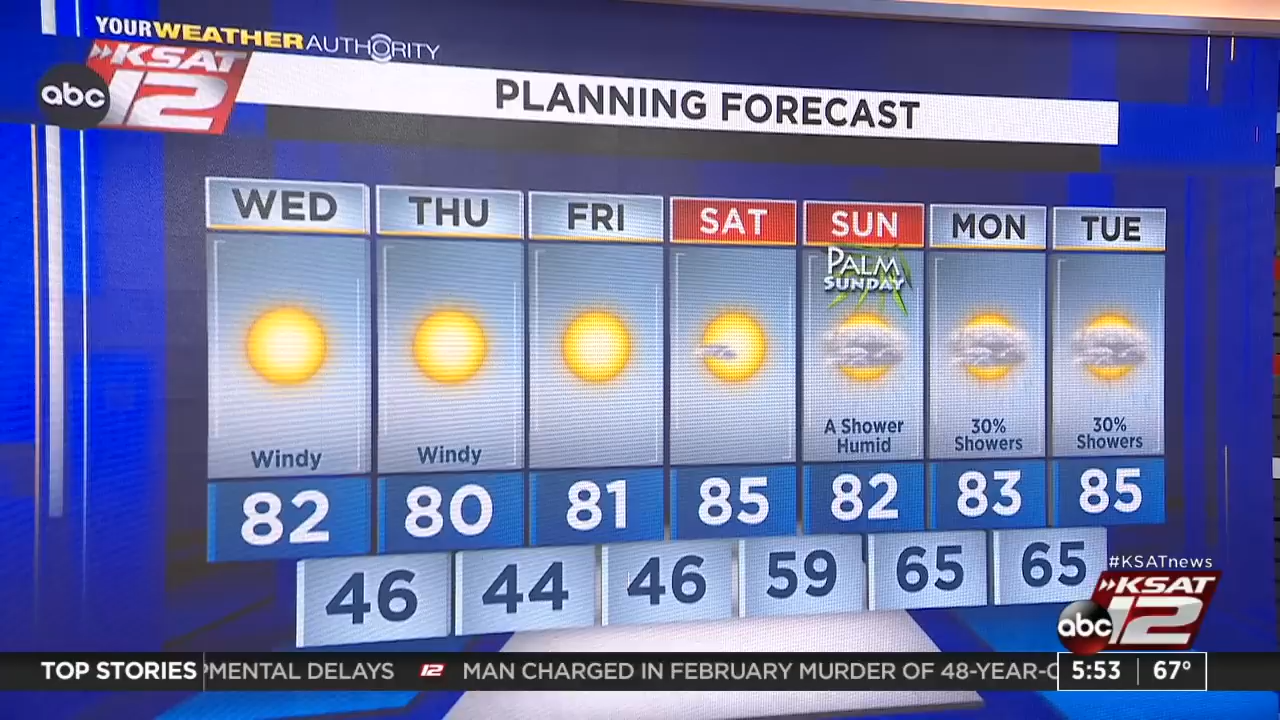 YOUR WEATHER AUTHORITY
KSAT
abc 12
PLANNING FORECAST
WED THU FRI SAT SUN MON TUE
PALM
SUNDAY
A Shower 30% 30%
Windy Windy Humid Showers Showers
82 80 81 85 82 83 85
46 44 46 59 65 65
#KSATnews
KSAT
abc 12
TOP STORIES PMENTAL DELAYS 12 MAN CHARGED IN FEBRUARY MURDER OF 48-YEAR-O 5:53 67°